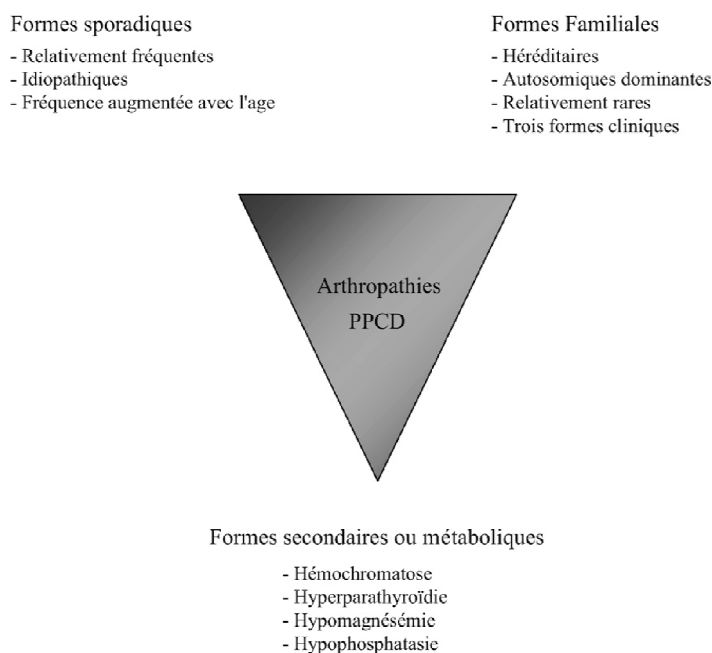 Formes sporadiques
- Relativement fréquentes
- Idiopathiques
- Fréquence augmentée avec l'age
Formes Familiales
- Héréditaires
- Autosomiques dominantes
- Relativement rares
- Trois formes cliniques
Arthropathies
PPCD
Formes secondaires ou métaboliques
- Hémochromatose
- Hyperparathyroïdie
- Hypomagnésémie
- Hypophosphatasie